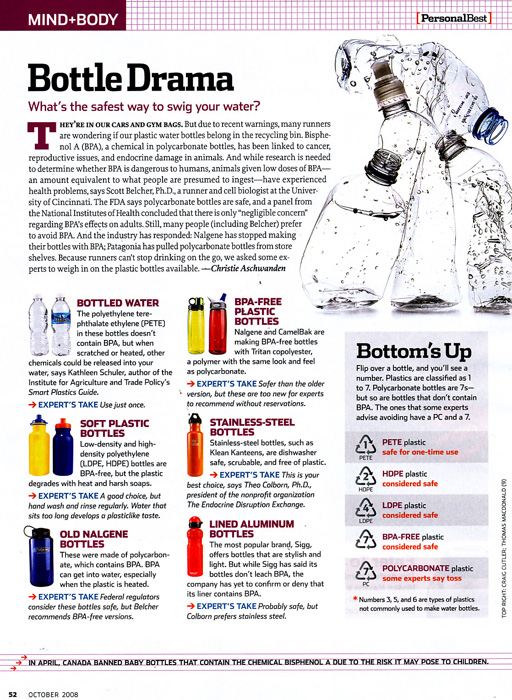 MIND+BODY
[PersonalBest]
Bottle Drama
What's the safest way to swig your water?
THEY'RE IN OUR CARS AND GYM BAGS. But due to recent warnings, many runners
are wondering if our plastic water bottles belong in the recycling bin. Bisphe-
nol A (BPA), a chemical in polycarbonate bottles, has been linked to cancer,
reproductive issues, and endocrine damage in animals. And while research is needed
to determine whether BPA is dangerous to humans, animals given low doses of BPA—
an amount equivalent to what people are presumed to ingest—have experienced
health problems, says Scott Belcher, Ph.D., a runner and cell biologist at the Univer-
sity of Cincinnati. The FDA says polycarbonate bottles are safe, and a panel from
the National Institutes of Health concluded that there is only "negligible concern"
regarding BPA's effects on adults. Still, many people (including Belcher) prefer
to avoid BPA. And the industry has responded: Nalgene has stopped making
their bottles with BPA; Patagonia has pulled polycarbonate bottles from store
shelves. Because runners can't stop drinking on the go, we asked some ex-
perts to weigh in on the plastic bottles available. —Christie Aschwanden
BOTTLED WATER
The polyethylene tere-
phthalate ethylene (PETE)
in these bottles doesn't
contain BPA, but when
scratched or heated, other
chemicals could be released into your
water, says Kathleen Schuler, author of the
Institute for Agriculture and Trade Policy's
Smart Plastics Guide.
→ EXPERT'S TAKE Use just once.
SOFT PLASTIC
BOTTLES
Low-density and high-
density polyethylene
(LDPE, HDPE) bottles are
BPA-free, but the plastic
degrades with heat and harsh soaps.
→ EXPERT'S TAKE A good choice, but
hand wash and rinse regularly. Water that
sits too long develops a plasticlike taste.
OLD NALGENE
BOTTLES
These were made of polycarbon-
ate, which contains BPA. BPA
can get into water, especially
when the plastic is heated.
→ EXPERT'S TAKE Federal regulators
consider these bottles safe, but Belcher
recommends BPA-free versions.
BPA-FREE
PLASTIC
BOTTLES
Nalgene and CamelBak are
making BPA-free bottles
with Tritan copolyester,
a polymer with the same look and feel
as polycarbonate.
→ EXPERT'S TAKE Safer than the older
version, but these are too new for experts
to recommend without reservations.
STAINLESS-STEEL
BOTTLES
Stainless-steel bottles, such as
Klean Kanteens, are dishwasher
safe, scrubable, and free of plastic.
→ EXPERT'S TAKE This is your
best choice, says Theo Colborn, Ph.D.,
president of the nonprofit organization
The Endocrine Disruption Exchange.
LINED ALUMINUM
BOTTLES
The most popular brand, Sigg,
offers bottles that are stylish and
light. But while Sigg has said its
bottles don't leach BPA, the
company has yet to confirm or deny that
its liner contains BPA.
→ EXPERT'S TAKE Probably safe, but
Colborn prefers stainless steel.
Bottom's Up
Flip over a bottle, and you'll see a
number. Plastics are classified as 1
to 7. Polycarbonate bottles are 7s—
but so are bottles that don't contain
BPA. The ones that some experts
advise avoiding have a PC and a 7.
1
PETE
PETE plastic
safe for one-time use
2
HDPE
HDPE plastic
considered safe
4
LDPE
LDPE plastic
considered safe
7
BPA-FREE plastic
considered safe
7
PC
POLYCARBONATE plastic
some experts say toss
* Numbers 3, 5, and 6 are types of plastics
not commonly used to make water bottles.
TOP RIGHT: CRAIG CUTLER; THOMAS MACDONALD (9)
→ IN APRIL, CANADA BANNED BABY BOTTLES THAT CONTAIN THE CHEMICAL BISPHENOL A DUE TO THE RISK IT MAY POSE TO CHILDREN.
52 OCTOBER 2008